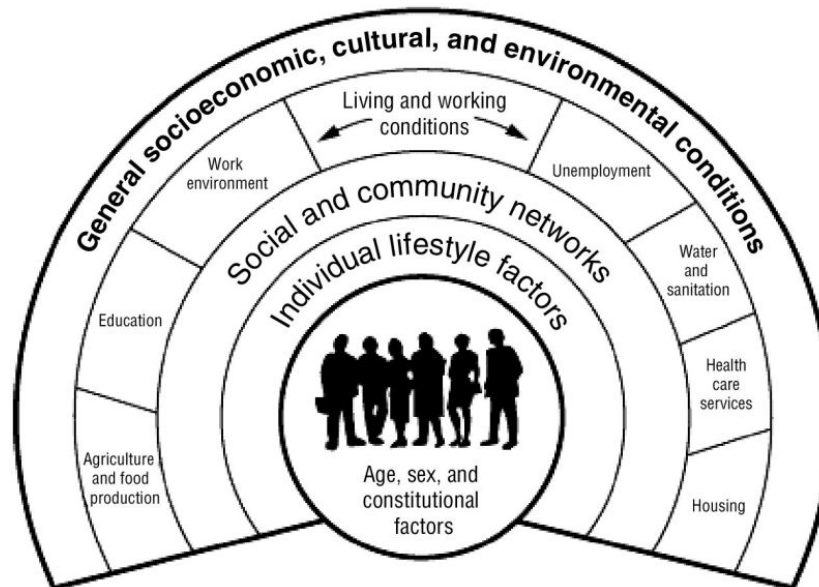 General socioeconomic, cultural, and environmental conditions
Living and working
conditions
Work
environment
Unemployment
Social and community networks
Water
and
sanitation
Individual lifestyle factors
Education
Health
care
services
Agriculture
and food
production
Housing
Age, sex, and
constitutional
factors